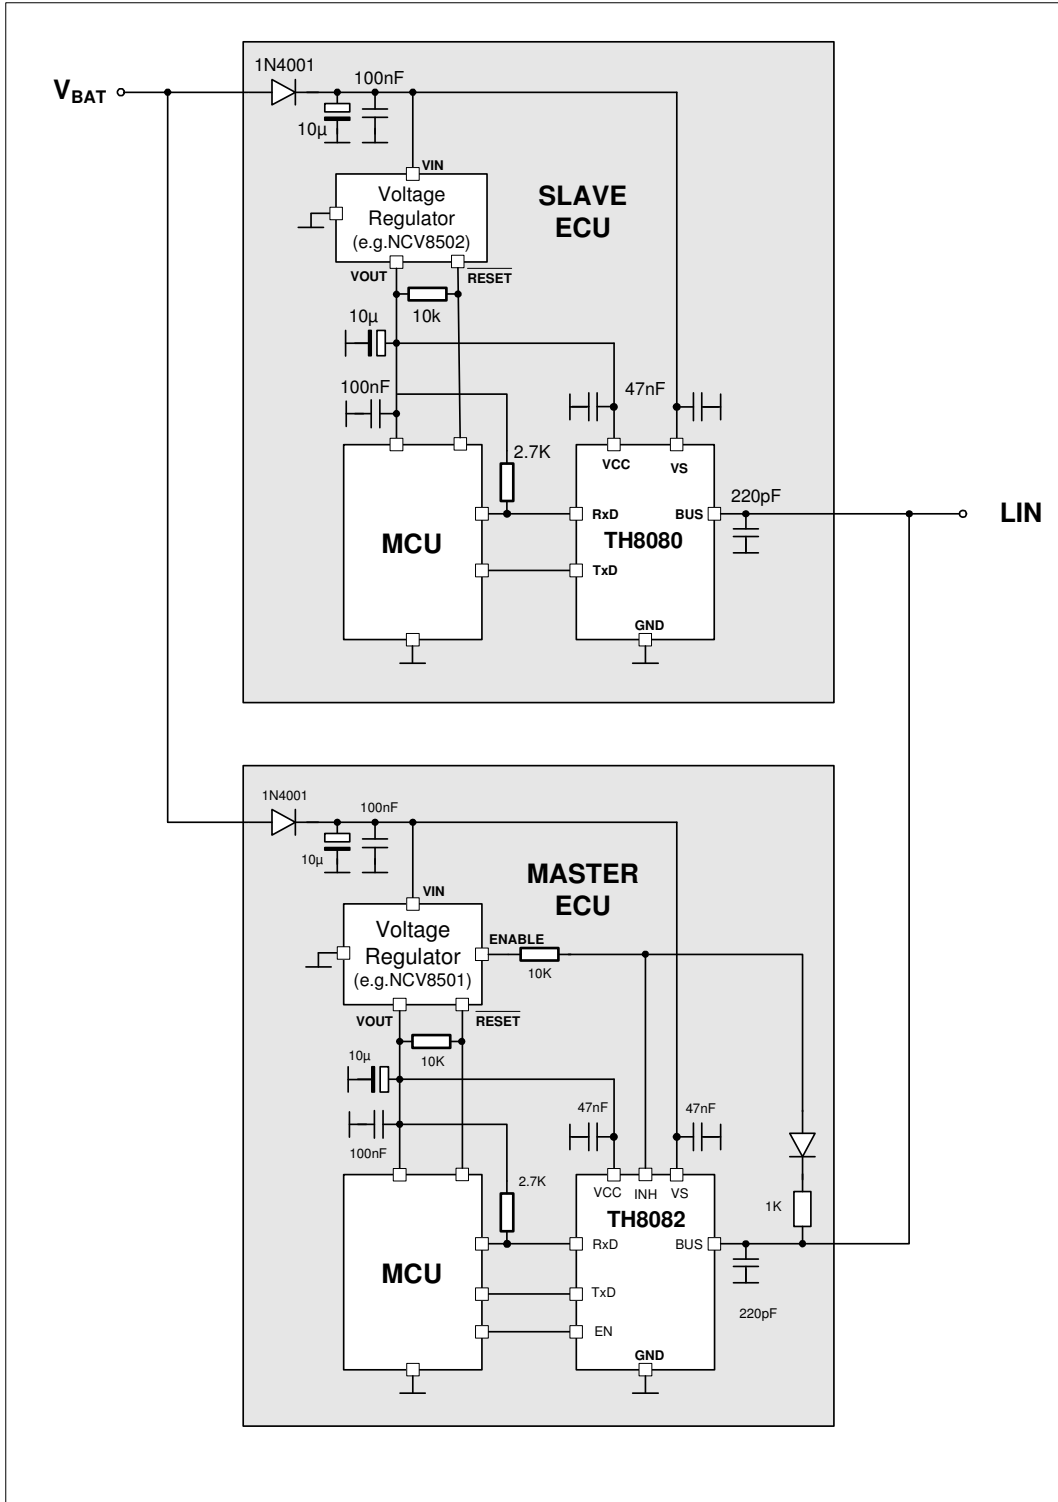 1N4001
100nF
VBAT
10µ
VIN
Voltage
Regulator
(e.g.NCV8502)
SLAVE
ECU
VOUT
RESET
10k
10µ
100nF
47nF
2.7K
VCC
VS
220pF
RxD
BUS
LIN
MCU
TH8080
TxD
GND
1N4001
100nF
10µ
MASTER
ECU
VIN
Voltage
Regulator
(e.g.NCV8501)
ENABLE
10K
VOUT
RESET
10µ
10K
47nF
47nF
100nF
2.7K
VCC
INH
VS
1K
TH8082
RxD
BUS
MCU
TxD
220pF
EN
GND